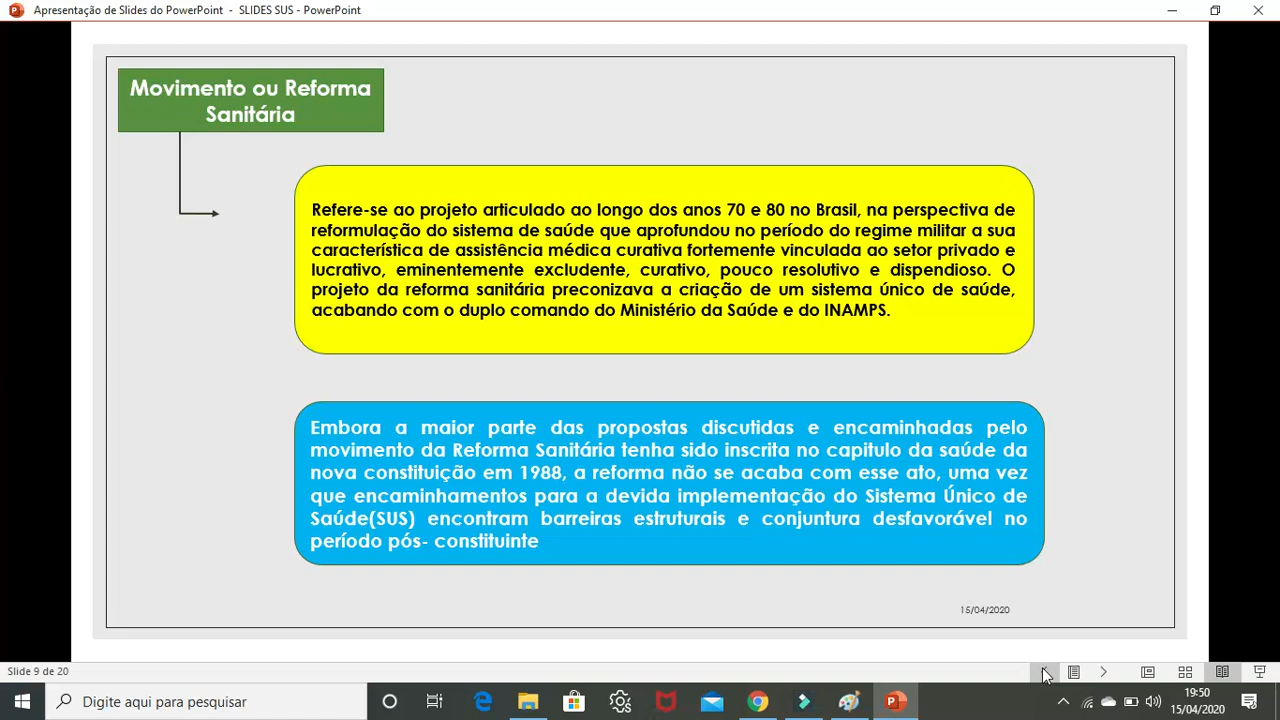 Apresentação de Slides do PowerPoint - SLIDES SUS - PowerPoint
Movimento ou Reforma
Sanitária
Refere-se ao projeto articulado ao longo dos anos 70 e 80 no Brasil, na perspectiva de
reformulação do sistema de saúde que aprofundou no período do regime militar a sua
característica de assistência médica curativa fortemente vinculada ao setor privado e
lucrativo, eminentemente excludente, curativo, pouco resolutivo e dispendioso. O
projeto da reforma sanitária preconizava a criação de um sistema único de saúde,
acabando com o duplo comando do Ministério da Saúde e do INAMPS.
Embora a maior parte das propostas discutidas e encaminhadas pelo
movimento da Reforma Sanitária tenha sido inscrita no capitulo da saúde da
nova constituição em 1988, a reforma não se acaba com esse ato, uma vez
que encaminhamentos para a devida implementação do Sistema Único de
Saúde(SUS) encontram barreiras estruturais e conjuntura desfavorável no
período pós- constituinte
15/04/2020
Slide 9 de 20
Digite aqui para pesquisar
19:50
15/04/2020